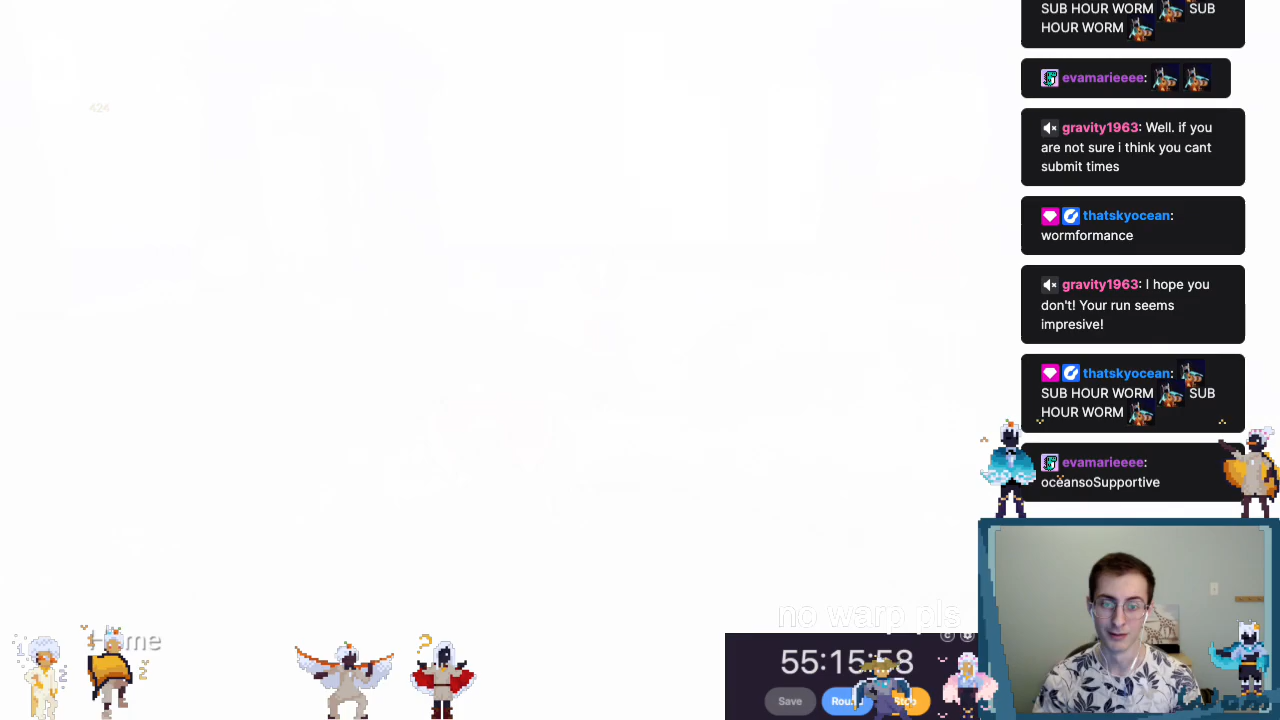 SUB HOUR WORM SUB
HOUR WORM
evamarieeee:
424
gravity1963: Well. if you
are not sure i think you cant
submit times
thatskyocean:
wormformance
gravity1963: I hope you
don't! Your run seems
impresive!
thatskyocean:
SUB HOUR WORM SUB
HOUR WORM
evamarieeee:
oceansoSupportive
no warp pls
Home
55:15:58
Save